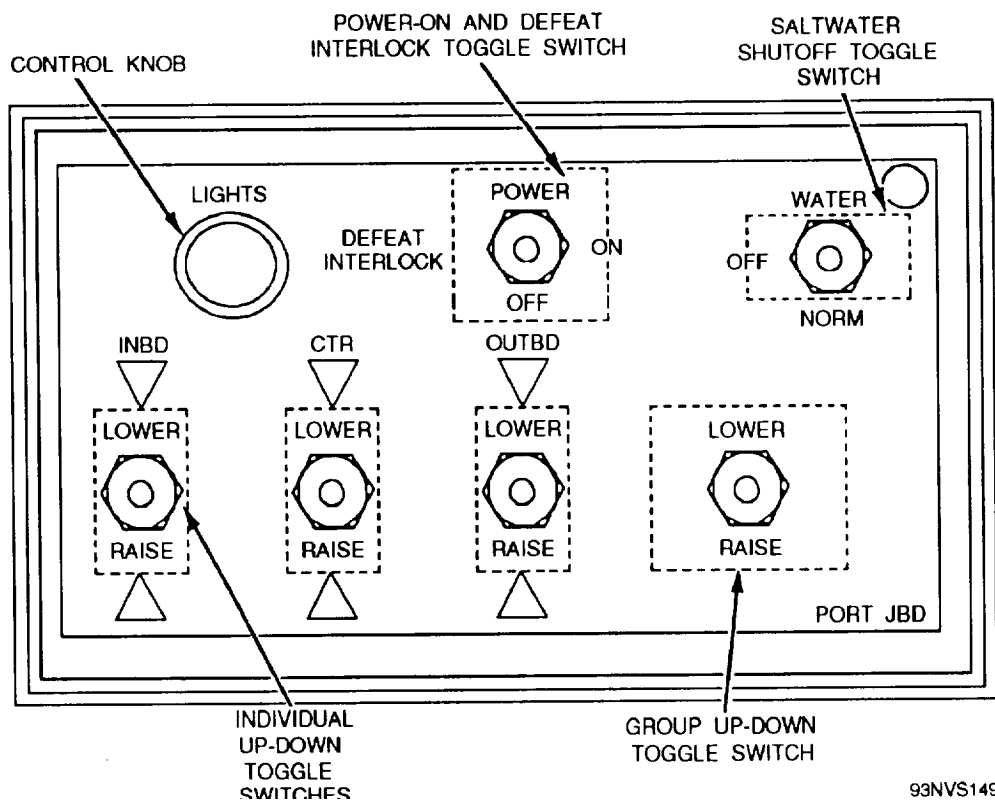 POWER-ON AND DEFEAT
INTERLOCK TOGGLE SWITCH
SALTWATER
SHUTOFF TOGGLE
SWITCH
CONTROL KNOB
LIGHTS
POWER
WATER
DEFEAT
INTERLOCK
ON
OFF
OFF
NORM
INBD
CTR
OUTBD
LOWER
LOWER
LOWER
LOWER
RAISE
RAISE
RAISE
RAISE
PORT JBD
INDIVIDUAL
UP-DOWN
TOGGLE
SWITCHES
GROUP UP-DOWN
TOGGLE SWITCH
93NVS149